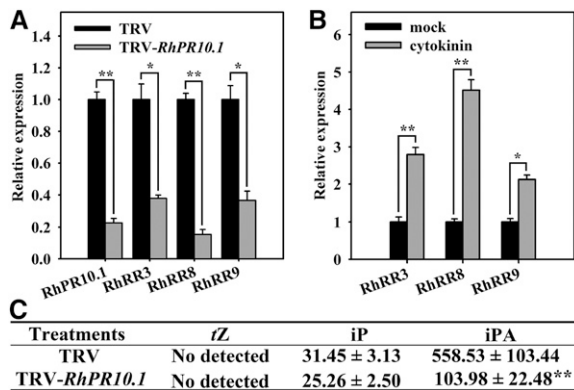 A
TRV
TRV-RhPR10.1
Relative expression
1.4
1.2
1.0
0.8
0.6
0.4
0.2
0.0
**
*
**
*
RhPR10.1
RhRR3
RhRR8
RhRR9
B
mock
cytokinin
Relative expression
6
5
4
3
2
1
0
**
**
*
RhRR3
RhRR8
RhRR9
C
Treatments tZ iP iPA
TRV No detected 31.45 ± 3.13 558.53 ± 103.44
TRV-RhPR10.1 No detected 25.26 ± 2.50 103.98 ± 22.48**